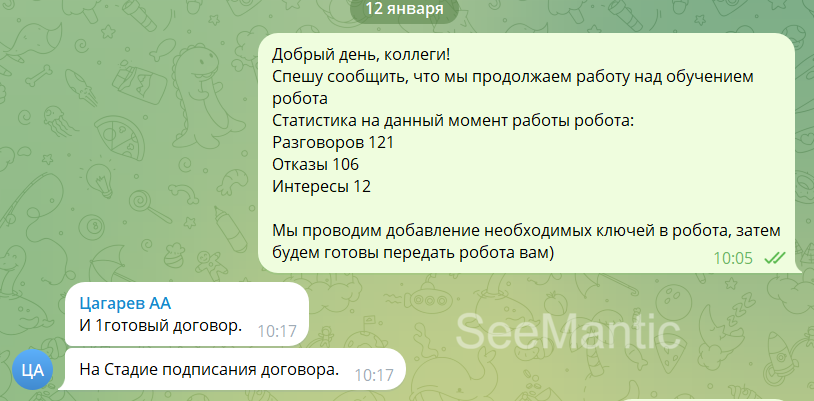 12 января
Добрый день, коллеги!
Спешу сообщить, что мы продолжаем работу над обучением
робота
Статистика на данный момент работы робота:
Разговоров 121
Отказы 106
Интересы 12
Мы проводим добавление необходимых ключей в робота, затем
будем готовы передать робота вам)
10:05
Цагарев АА
И 1готовый договор. 10:17
SeeMantic
ЦА
На Стадие подписания договора. 10:17